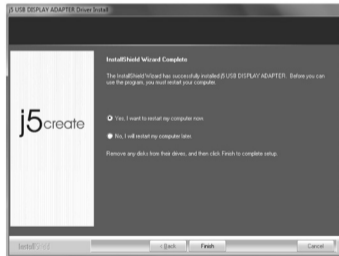 j5 USB DISPLAY ADAPTER Driver Install
InstallShield Wizard Complete
The InstallShield Wizard has successfully installed j5 USB DISPLAY ADAPTER. Before you can
use the program, you must restart your computer.
Yes, I want to restart my computer now.
No, I will restart my computer later.
Remove any disks from their drives, and then click Finish to complete setup.
j5create
InstallShield
< Back
Finish
Cancel